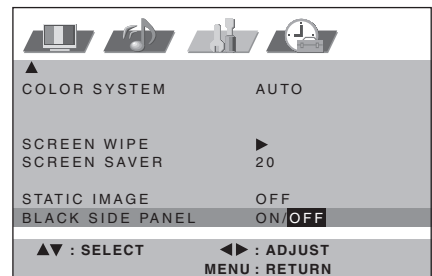 ▲
COLOR SYSTEM AUTO
SCREEN WIPE ▶
SCREEN SAVER 20
STATIC IMAGE OFF
BLACK SIDE PANEL ON/OFF
▲▼ : SELECT ◀▶ : ADJUST
MENU : RETURN